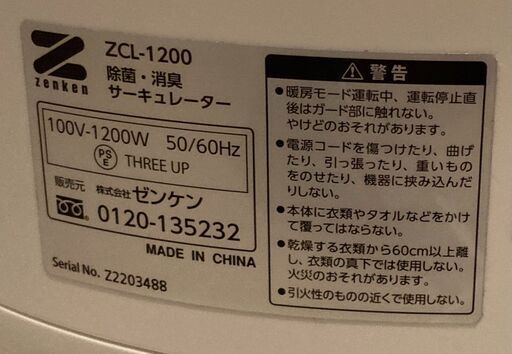 zenken
ZCL-1200
除菌・消臭
サーキュレーター
100V-1200W 50/60Hz
PS
E THREE UP
販売元 株式会社ゼンケン
0120-135232
MADE IN CHINA
Serial No. Z2203488
警告
●暖房モード運転中、運転停止直
後はガード部に触れない。
やけどのおそれがあります。
●電源コードを傷つけたり、曲げ
たり、引っ張ったり、重いもの
をのせたり、機器に挟み込んだ
りしない。
●本体に衣類やタオルなどをかけ
て覆ってはならない。
●乾燥する衣類から60cm以上離
し、衣類の真下では使用しない。
火災のおそれがあります。
●引火性のものの近くで使用しない。